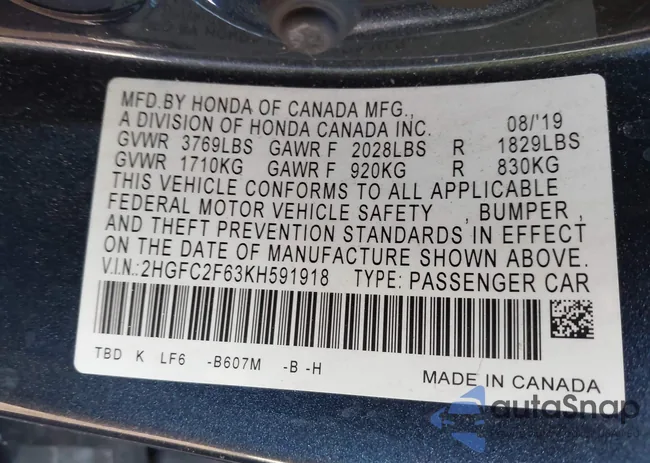 MFD.BY HONDA OF CANADA MFG.,
A DIVISION OF HONDA CANADA INC. 08/'19
GVWR 3769LBS GAWR F 2028LBS R 1829LBS
GVWR 1710KG GAWR F 920KG R 830KG
THIS VEHICLE CONFORMS TO ALL APPLICABLE
FEDERAL MOTOR VEHICLE SAFETY , BUMPER ,
AND THEFT PREVENTION STANDARDS IN EFFECT
ON THE DATE OF MANUFACTURE SHOWN ABOVE.
V.I.N.:2HGFC2F63KH591918 TYPE: PASSENGER CAR
TBD K LF6 -B607M -B -H
MADE IN CANADA
autosnap